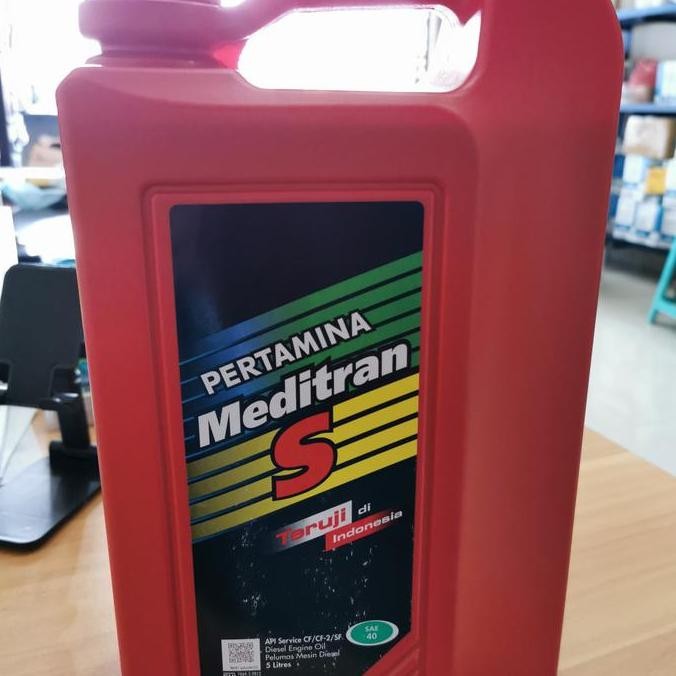 PERTAMINA
Meditran
S
Teruji di
Indonesia
SAE
40
API Service CF/CF-2/SF
Diesel Engine Oil
Pelumas Mesin Diesel
5 Litres